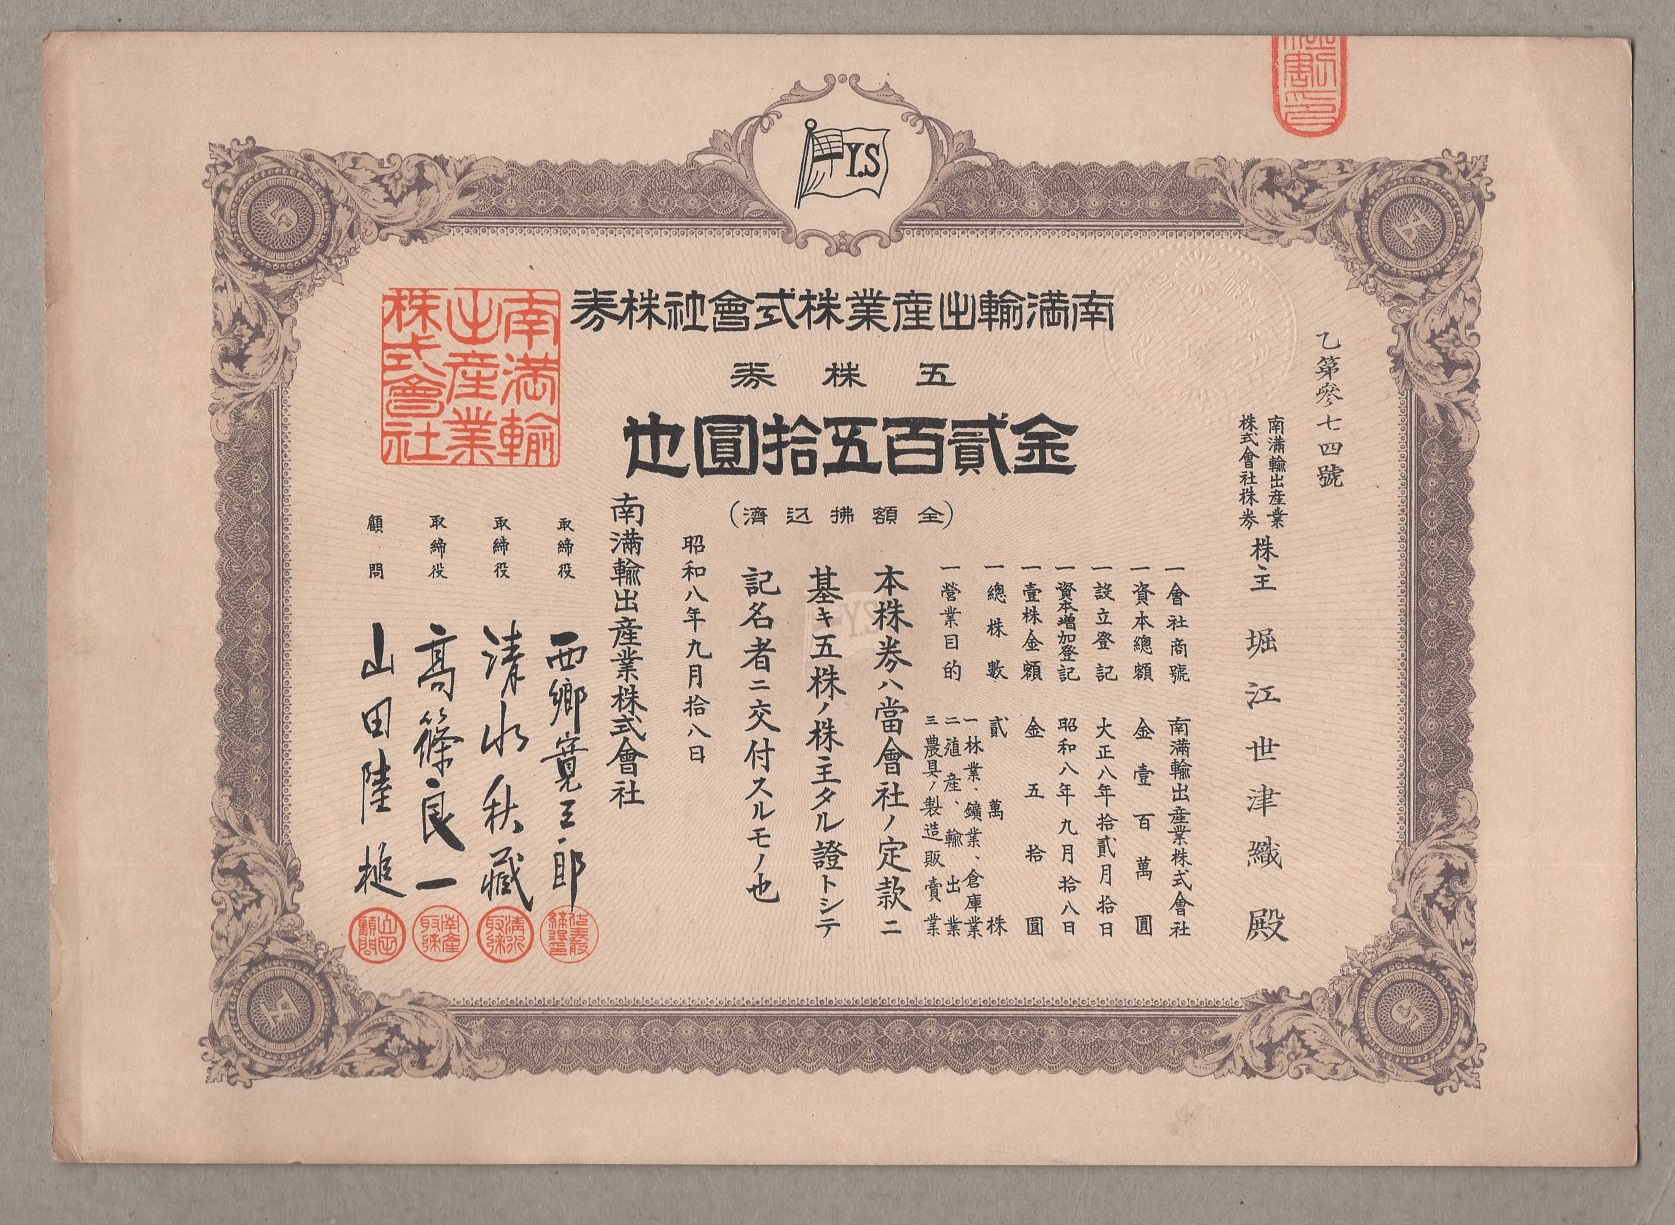 Y.S
南滿輸出産業株式會社株券
五株券
金貳百五拾圓也
(全額拂込濟)
乙第參七四號
南滿輸出産業
株式會社株券
株主 堀江世津織 殿
一會社商號 南滿輸出産業株式會社
一資本總額 金壹百萬圓
一設立登記 大正八年拾貳月拾日
一資本增加登記 昭和八年九月拾八日
一壹株金額 金五拾圓
一總株數 貳萬株
一營業目的
一林業、鑛業、倉庫業
二殖産、輸出業
三農具ノ製造販賣業
本株券ハ當會社ノ定款ニ
基キ五株ノ株主タル證トシテ
記名者ニ交付スルモノ也
昭和八年九月拾八日
南滿輸出産業株式會社
取締役 西郷寛三郎
取締役 清水秋藏
取締役 髙篠良一
顧問 山田陸槌
南滿輸
出産業
株式會社